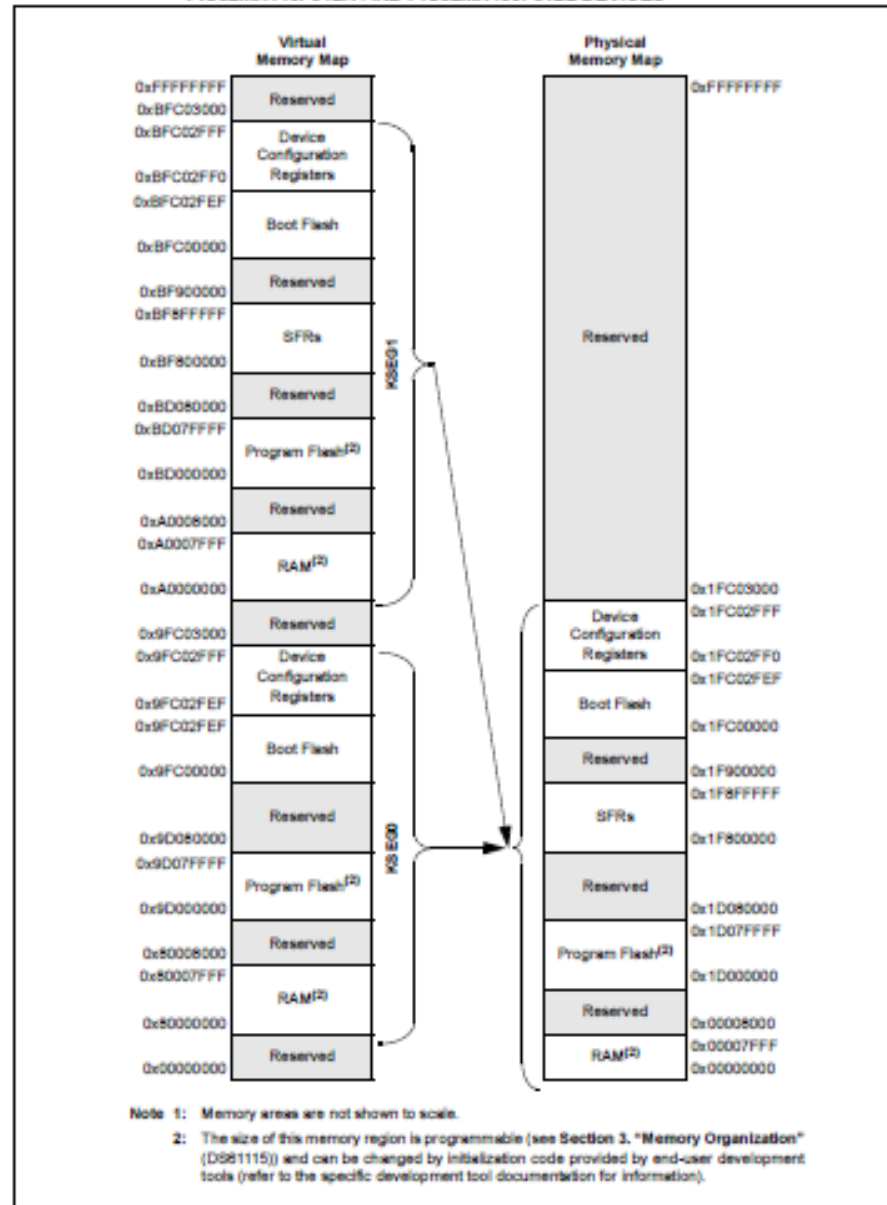 Virtual
Memory Map
Physical
Memory Map
0xFFFFFFFF
Reserved
0xBFC03000
0xBFC02FFF
Device
Configuration
Registers
0xBFC02FF0
0xBFC02FEF
Boot Flash
0xBFC00000
Reserved
0xBF900000
0xBF8FFFFF
SFRs
0xBF800000
Reserved
0xBD080000
0xBD07FFFF
Program Flash(2)
0xBD000000
Reserved
0xA0008000
0xA0007FFF
RAM(2)
0xA0000000
KSEG1
Reserved
0x9FC03000
0x9FC02FFF
Device
Configuration
Registers
0x9FC02FEF
0x9FC02FEF
Boot Flash
0x9FC00000
Reserved
0x9D080000
0x9D07FFFF
Program Flash(2)
0x9D000000
Reserved
0x80008000
0x80007FFF
RAM(2)
0x80000000
Reserved
0x00000000
KSEG0
0xFFFFFFFF
Reserved
0x1FC03000
0x1FC02FFF
Device
Configuration
Registers
0x1FC02FF0
0x1FC02FEF
Boot Flash
0x1FC00000
Reserved
0x1F900000
0x1F8FFFFF
SFRs
0x1F800000
Reserved
0x1D080000
0x1D07FFFF
Program Flash(2)
0x1D000000
Reserved
0x00008000
0x00007FFF
RAM(2)
0x00000000
Note 1: Memory areas are not shown to scale.
2: The size of this memory region is programmable (see Section 3. "Memory Organization"
(DS61115)) and can be changed by initialization code provided by end-user development
tools (refer to the specific development tool documentation for information).